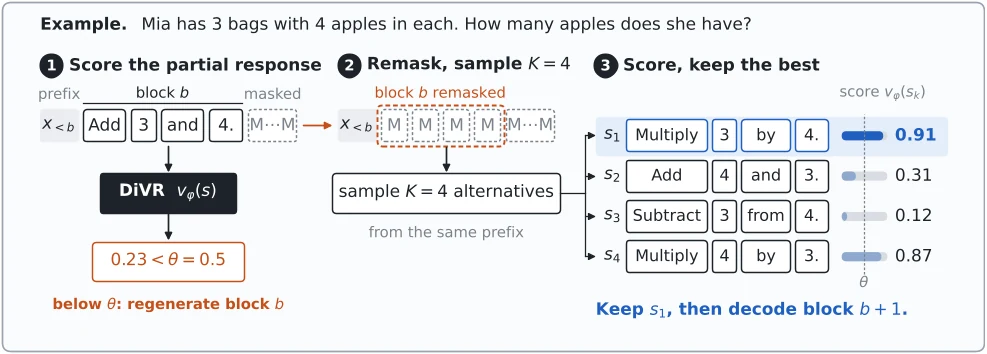 Example. Mia has 3 bags with 4 apples in each. How many apples does she have?
1 Score the partial response
prefix block b masked
x<b Add 3 and 4. M···M
DiVR vφ(s)
0.23 < θ = 0.5
below θ: regenerate block b
2 Remask, sample K = 4
block b remasked
x<b M M M M M···M
sample K = 4 alternatives
from the same prefix
3 Score, keep the best
score vφ(sk)
s1 Multiply 3 by 4. 0.91
s2 Add 4 and 3. 0.31
s3 Subtract 3 from 4. 0.12
s4 Multiply 4 by 3. 0.87
θ
Keep s1, then decode block b + 1.